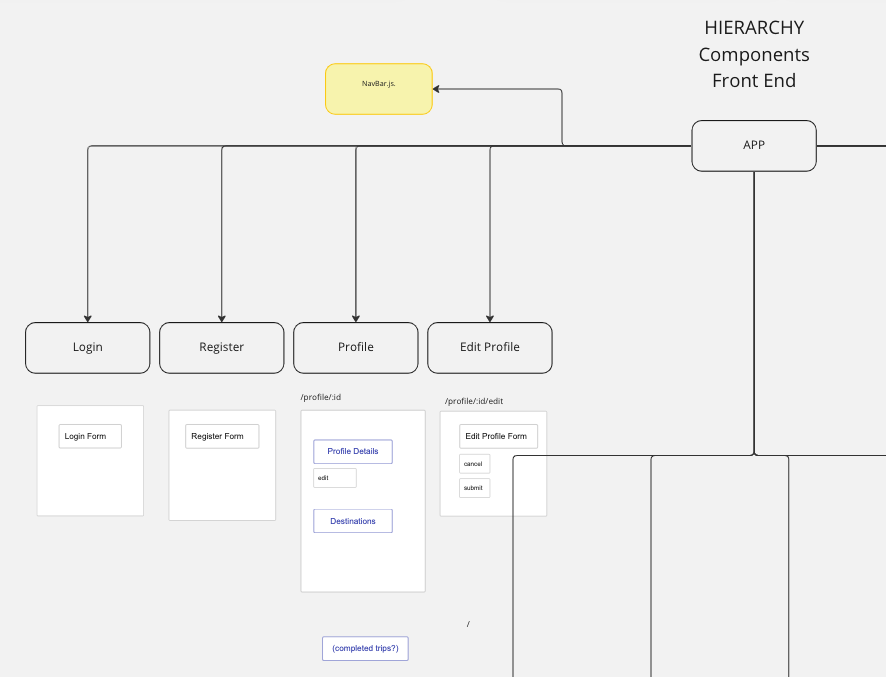 HIERARCHY
Components
Front End
NavBar.js.
APP
Login
Register
Profile
Edit Profile
/profile/:id
/profile/:id/edit
Login Form
Register Form
Profile Details
edit
Destinations
Edit Profile Form
cancel
submit
/
(completed trips?)